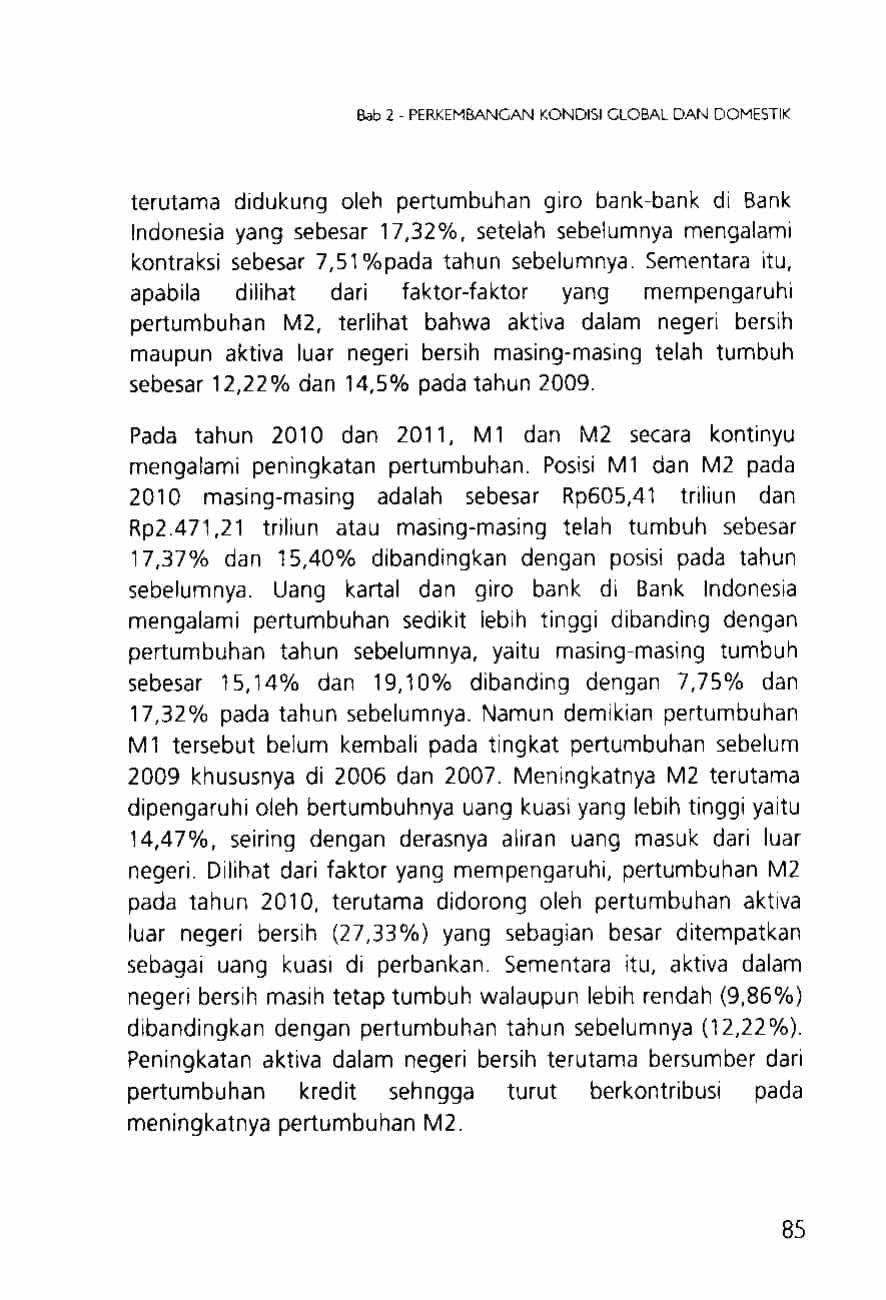 Bab 2 - PERKEMBANGAN KONDISI GLOBAL DAN DOMESTIK
terutama didukung oleh pertumbuhan giro bank-bank di Bank
Indonesia yang sebesar 17,32%, setelah sebelumnya mengalami
kontraksi sebesar 7,51%pada tahun sebelumnya. Sementara itu,
apabila dilihat dari faktor-faktor yang mempengaruhi
pertumbuhan M2, terlihat bahwa aktiva dalam negeri bersih
maupun aktiva luar negeri bersih masing-masing telah tumbuh
sebesar 12,22% dan 14,5% pada tahun 2009.
Pada tahun 2010 dan 2011, M1 dan M2 secara kontinyu
mengalami peningkatan pertumbuhan. Posisi M1 dan M2 pada
2010 masing-masing adalah sebesar Rp605,41 triliun dan
Rp2.471,21 triliun atau masing-masing telah tumbuh sebesar
17,37% dan 15,40% dibandingkan dengan posisi pada tahun
sebelumnya. Uang kartal dan giro bank di Bank Indonesia
mengalami pertumbuhan sedikit lebih tinggi dibanding dengan
pertumbuhan tahun sebelumnya, yaitu masing-masing tumbuh
sebesar 15,14% dan 19,10% dibanding dengan 7,75% dan
17,32% pada tahun sebelumnya. Namun demikian pertumbuhan
M1 tersebut belum kembali pada tingkat pertumbuhan sebelum
2009 khususnya di 2006 dan 2007. Meningkatnya M2 terutama
dipengaruhi oleh bertumbuhnya uang kuasi yang lebih tinggi yaitu
14,47%, seiring dengan derasnya aliran uang masuk dari luar
negeri. Dilihat dari faktor yang mempengaruhi, pertumbuhan M2
pada tahun 2010, terutama didorong oleh pertumbuhan aktiva
luar negeri bersih (27,33%) yang sebagian besar ditempatkan
sebagai uang kuasi di perbankan. Sementara itu, aktiva dalam
negeri bersih masih tetap tumbuh walaupun lebih rendah (9,86%)
dibandingkan dengan pertumbuhan tahun sebelumnya (12,22%).
Peningkatan aktiva dalam negeri bersih terutama bersumber dari
pertumbuhan kredit sehngga turut berkontribusi pada
meningkatnya pertumbuhan M2.
85